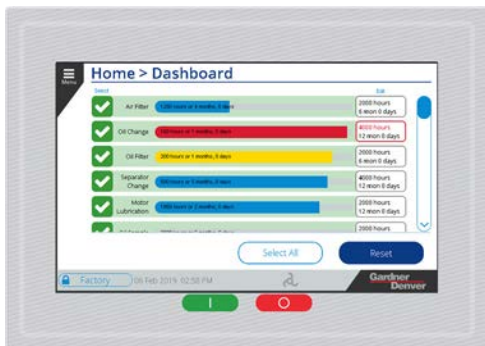 Menu
Home > Dashboard
Select
Edit
Air Filter
2000 hours
6 mon 0 days
Oil Change
4000 hours
12 mon 0 days
Oil Filter
2000 hours
6 mon 0 days
Separator
Change
4000 hours
12 mon 0 days
Motor
Lubrication
2000 hours
12 mon 0 days
2000 hours
Select All
Reset
Factory
06 Feb 2019 02:58 PM
Gardner
Denver